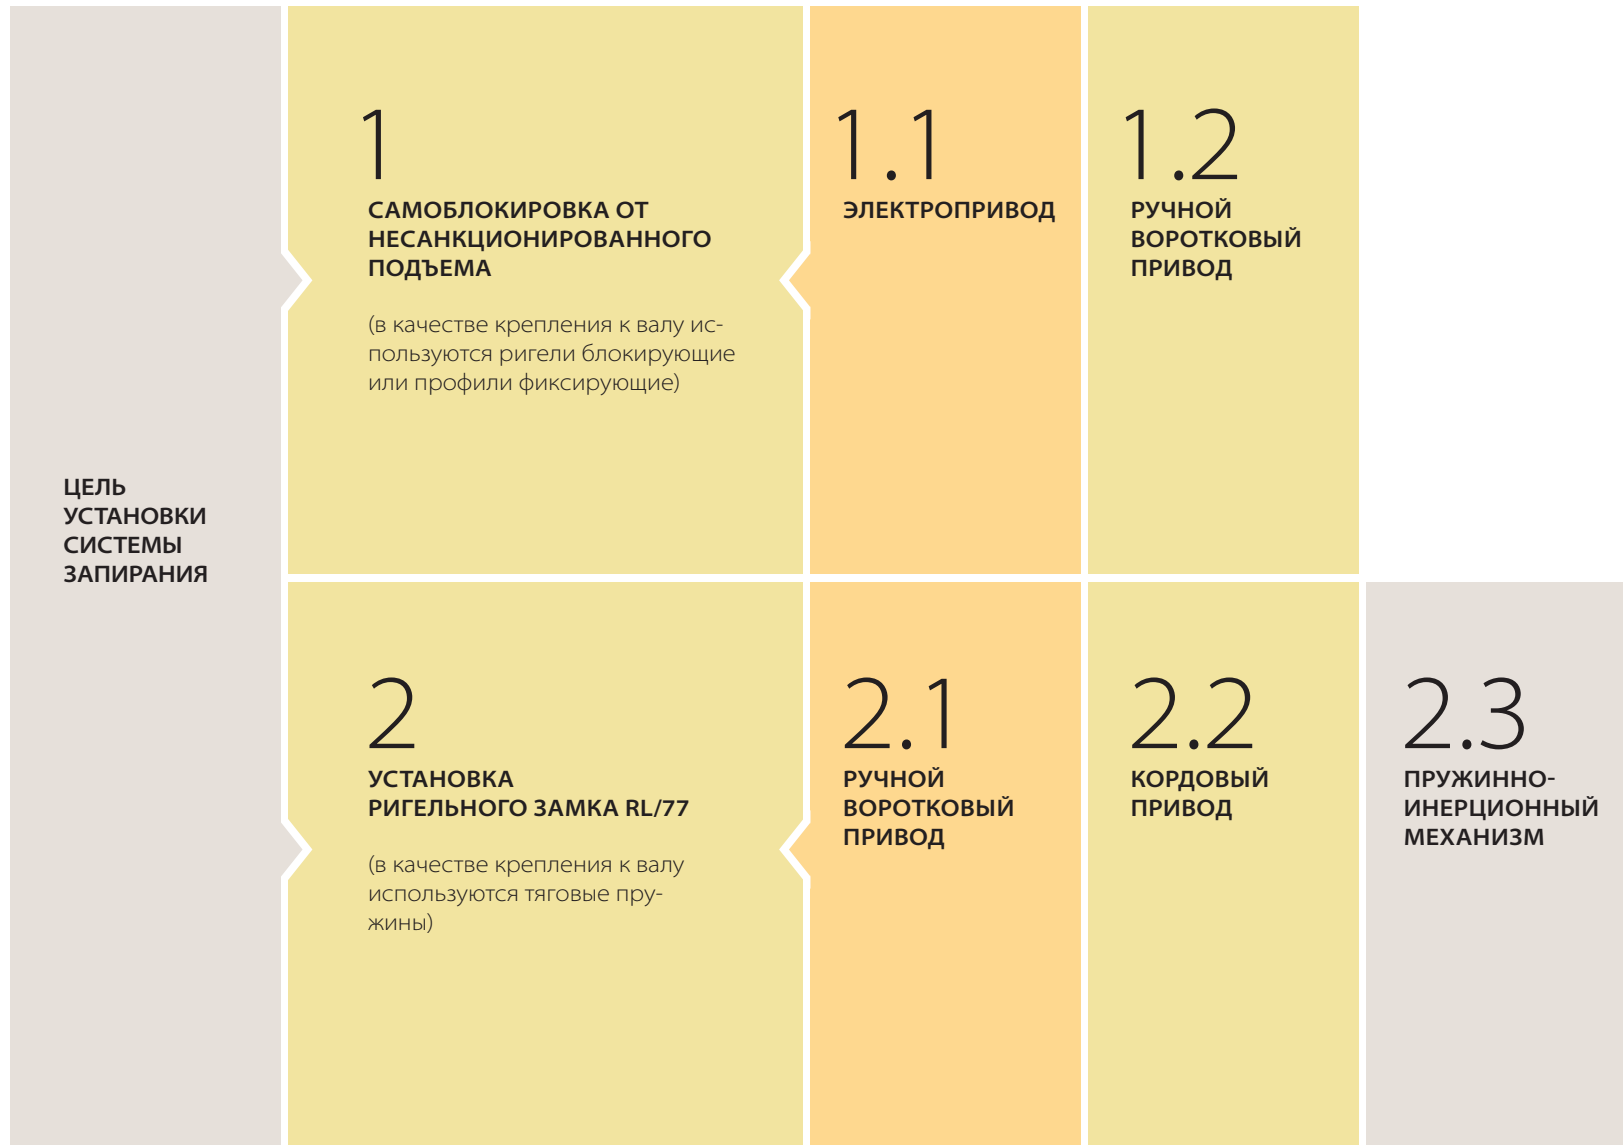 ЦЕЛЬ
УСТАНОВКИ
СИСТЕМЫ
ЗАПИРАНИЯ
1
САМОБЛОКИРОВКА ОТ
НЕСАНКЦИОНИРОВАННОГО
ПОДЪЕМА
(в качестве крепления к валу ис-
пользуются ригели блокирующие
или профили фиксирующие)
1.1
ЭЛЕКТРОПРИВОД
1.2
РУЧНОЙ
ВОРОТКОВЫЙ
ПРИВОД
2
УСТАНОВКА
РИГЕЛЬНОГО ЗАМКА RL/77
(в качестве крепления к валу
используются тяговые пру-
жины)
2.1
РУЧНОЙ
ВОРОТКОВЫЙ
ПРИВОД
2.2
КОРДОВЫЙ
ПРИВОД
2.3
ПРУЖИННО-
ИНЕРЦИОННЫЙ
МЕХАНИЗМ